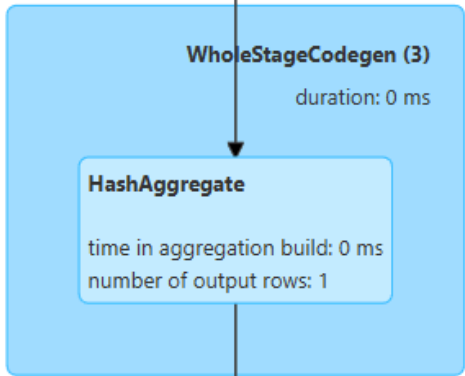 WholeStageCodegen (3)
duration: 0 ms
HashAggregate
time in aggregation build: 0 ms
number of output rows: 1